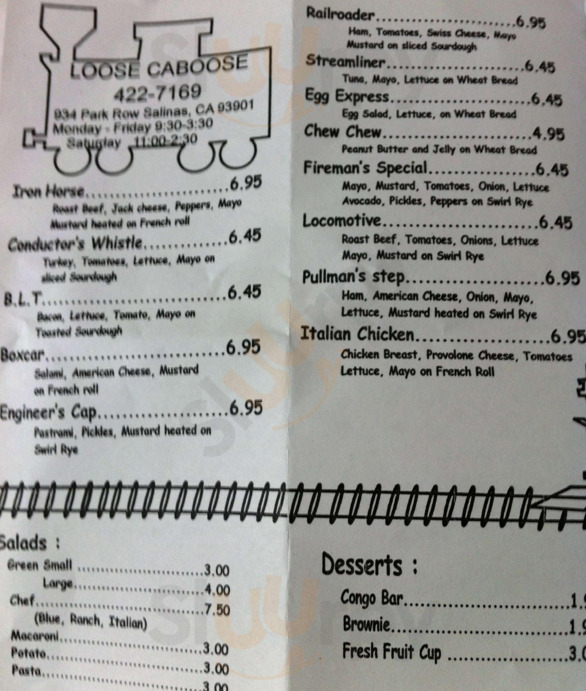 LOOSE CABOOSE
422-7169
934 Park Row Salinas, CA 93901
Monday - Friday 9:30-3:30
Saturday 11:00-2:30
Iron Horse..........................6.95
Roast Beef, Jack cheese, Peppers, Mayo
Mustard heated on French roll
Conductor's Whistle..............6.45
Turkey, Tomatoes, Lettuce, Mayo on
sliced Sourdough
B.L.T..............................6.45
Bacon, Lettuce, Tomato, Mayo on
Toasted Sourdough
Boxcar.............................6.95
Salami, American Cheese, Mustard
on French roll
Engineer's Cap....................6.95
Pastrami, Pickles, Mustard heated on
Swirl Rye
Railroader..........................6.95
Ham, Tomatoes, Swiss Cheese, Mayo
Mustard on sliced Sourdough
Streamliner.........................6.45
Tuna, Mayo, Lettuce on Wheat Bread
Egg Express........................6.45
Egg Salad, Lettuce, on Wheat Bread
Chew Chew.........................4.95
Peanut Butter and Jelly on Wheat Bread
Fireman's Special.................6.45
Mayo, Mustard, Tomatoes, Onion, Lettuce
Avocado, Pickles, Peppers on Swirl Rye
Locomotive.........................6.45
Roast Beef, Tomatoes, Onions, Lettuce
Mayo, Mustard on Swirl Rye
Pullman's step.....................6.95
Ham, American Cheese, Onion, Mayo,
Lettuce, Mustard heated on Swirl Rye
Italian Chicken....................6.95
Chicken Breast, Provolone Cheese, Tomatoes
Lettuce, Mayo on French Roll
Salads :
Green Small ......................3.00
Large..........................4.00
Chef................................7.50
(Blue, Ranch, Italian)
Macaroni..........................3.00
Potato.............................3.00
Pasta..............................3.00
Desserts :
Congo Bar..........................1
Brownie............................1
Fresh Fruit Cup ..................3